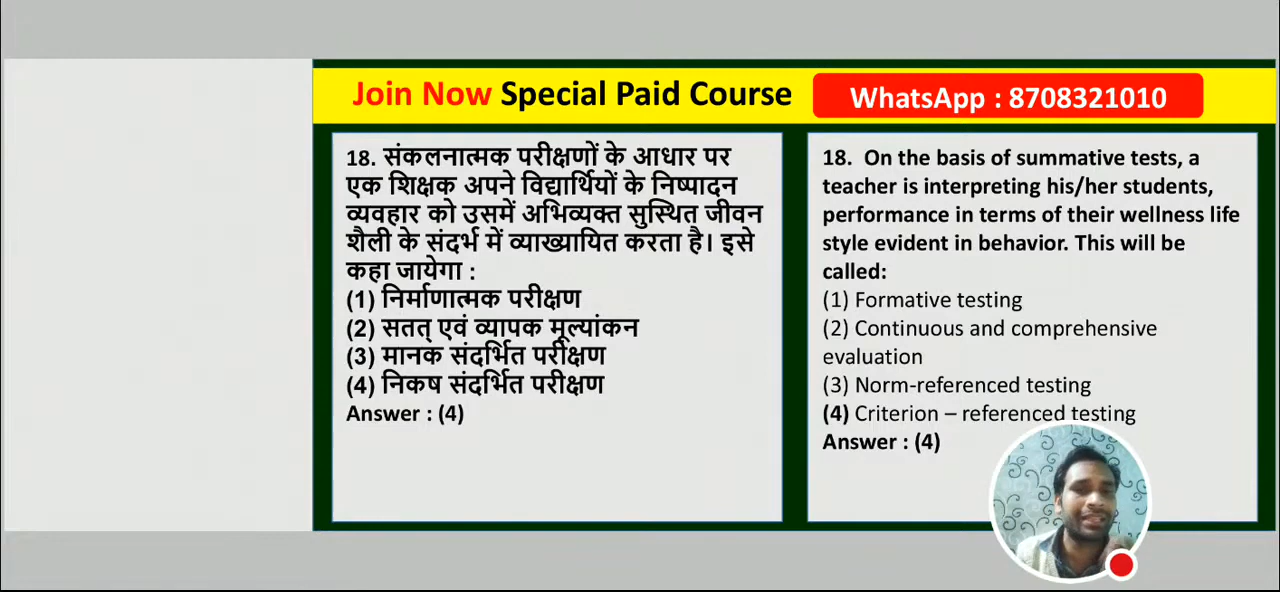 Join Now Special Paid Course
WhatsApp : 8708321010
18. संकलनात्मक परीक्षणों के आधार पर
एक शिक्षक अपने विद्यार्थियों के निष्पादन
व्यवहार को उसमें अभिव्यक्त सुस्थित जीवन
शैली के संदर्भ में व्याख्यायित करता है। इसे
कहा जायेगा :
(1) निर्माणात्मक परीक्षण
(2) सतत् एवं व्यापक मूल्यांकन
(3) मानक संदर्भित परीक्षण
(4) निकष संदर्भित परीक्षण
Answer : (4)
18. On the basis of summative tests, a
teacher is interpreting his/her students,
performance in terms of their wellness life
style evident in behavior. This will be
called:
(1) Formative testing
(2) Continuous and comprehensive
evaluation
(3) Norm-referenced testing
(4) Criterion – referenced testing
Answer : (4)